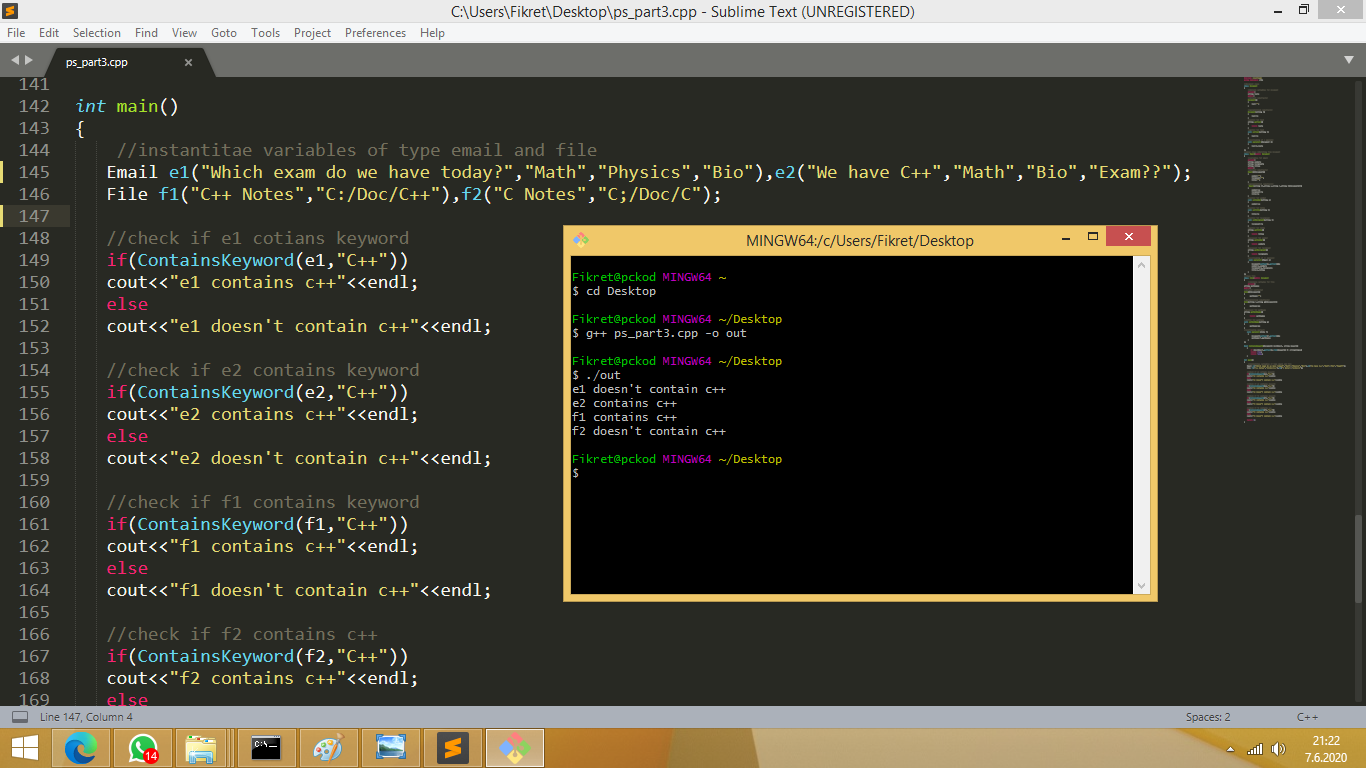 C:\Users\Fikret\Desktop\ps_part3.cpp - Sublime Text (UNREGISTERED)
File Edit Selection Find View Goto Tools Project Preferences Help
ps_part3.cpp
141
142 int main()
143 {
144 //instantitae variables of type email and file
145 Email e1("Which exam do we have today?","Math","Physics","Bio"),e2("We have C++","Math","Bio","Exam??");
146 File f1("C++ Notes","C:/Doc/C++"),f2("C Notes","C;/Doc/C");
147
148 //check if e1 cotians keyword
149 if(ContainsKeyword(e1,"C++"))
150 cout<<"e1 contains c++"<<endl;
151 else
152 cout<<"e1 doesn't contain c++"<<endl;
153
154 //check if e2 contains keyword
155 if(ContainsKeyword(e2,"C++"))
156 cout<<"e2 contains c++"<<endl;
157 else
158 cout<<"e2 doesn't contain c++"<<endl;
159
160 //check if f1 contains keyword
161 if(ContainsKeyword(f1,"C++"))
162 cout<<"f1 contains c++"<<endl;
163 else
164 cout<<"f1 doesn't contain c++"<<endl;
165
166 //check if f2 contains c++
167 if(ContainsKeyword(f2,"C++"))
168 cout<<"f2 contains c++"<<endl;
169 else
MINGW64:/c/Users/Fikret/Desktop
Fikret@pckod MINGW64 ~
$ cd Desktop
Fikret@pckod MINGW64 ~/Desktop
$ g++ ps_part3.cpp -o out
Fikret@pckod MINGW64 ~/Desktop
$ ./out
e1 doesn't contain c++
e2 contains c++
f1 contains c++
f2 doesn't contain c++
Fikret@pckod MINGW64 ~/Desktop
$
Line 147, Column 4 Spaces: 2 C++
14
C:\_
21:22
7.6.2020